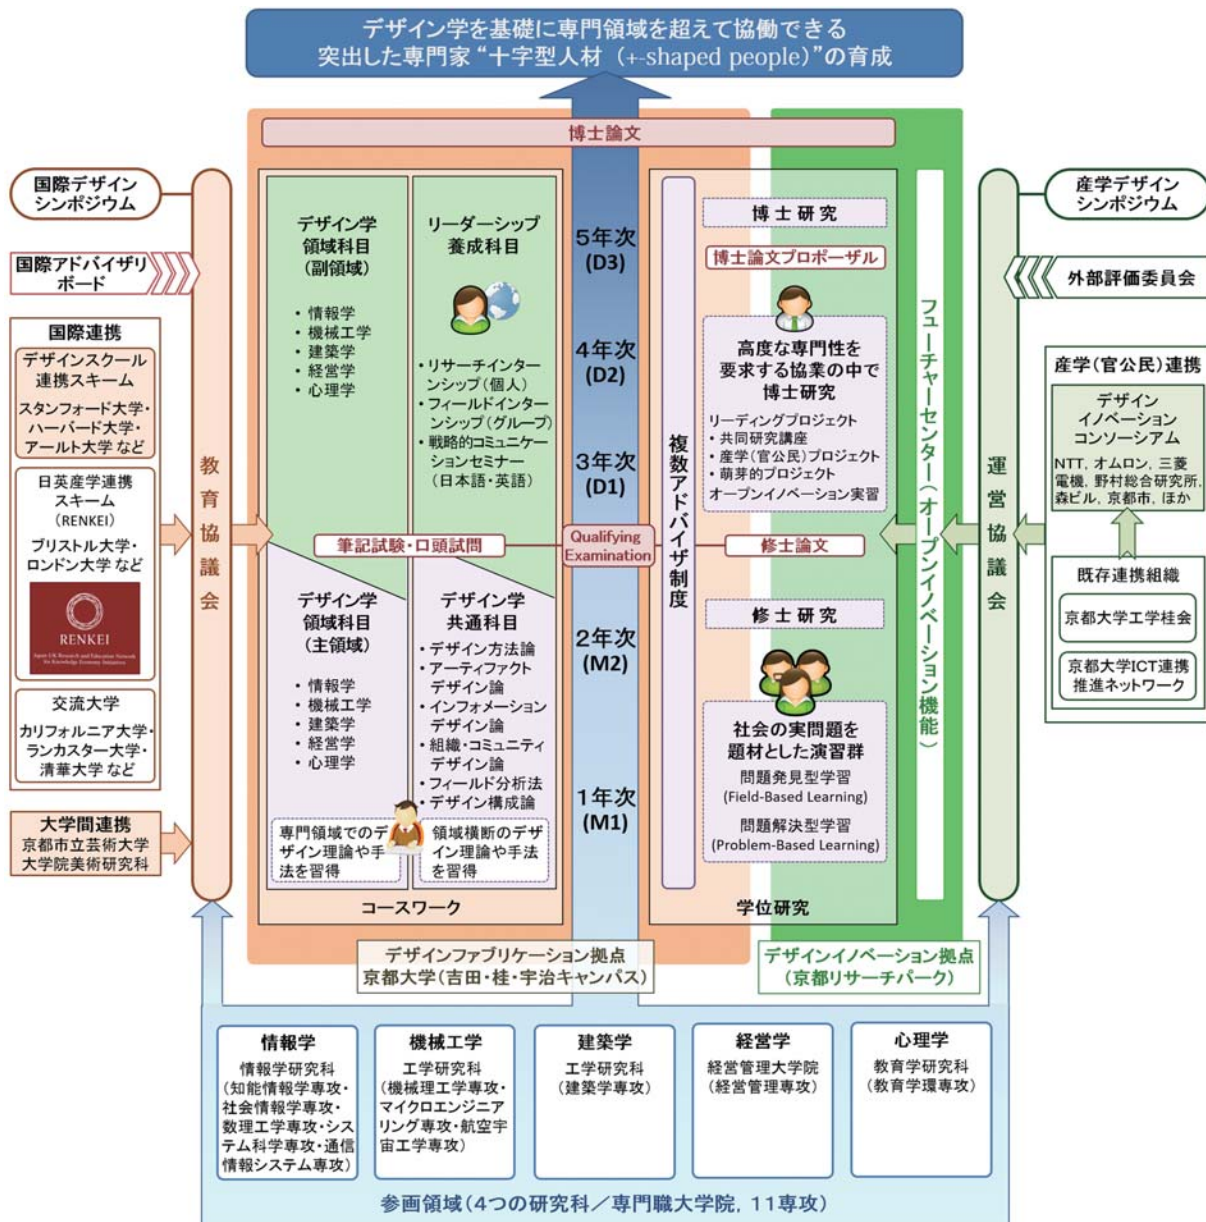 デザイン学を基礎に専門領域を超えて協働できる
突出した専門家 “十字型人材 (+-shaped people)”の育成
博士論文
国際デザイン
シンポジウム
国際アドバイザリ
ボード
国際連携
デザインスクール
連携スキーム
スタンフォード大学・
ハーバード大学・
アールト大学 など
日英産学連携
スキーム
(RENKEI)
ブリストル大学・
ロンドン大学 など
RENKEI
Japan-UK Research and Education Network
for Knowledge Economy Initiatives
交流大学
カリフォルニア大学・
ランカスター大学・
清華大学 など
大学間連携
京都市立芸術大学
大学院美術研究科
教育協議会
デザイン学
領域科目
(副領域)
・ 情報学
・ 機械工学
・ 建築学
・ 経営学
・ 心理学
リーダーシップ
養成科目
・ リサーチインター
ンシップ(個人)
・ フィールドインター
ンシップ(グループ)
・ 戦略的コミュニケー
ションセミナー
(日本語・英語)
筆記試験・口頭試問
Qualifying
Examination
修士論文
デザイン学
領域科目
(主領域)
・ 情報学
・ 機械工学
・ 建築学
・ 経営学
・ 心理学
専門領域でのデ
ザイン理論や手
法を習得
デザイン学
共通科目
・ デザイン方法論
・ アーティファクト
デザイン論
・ インフォメーション
デザイン論
・ 組織・コミュニティ
デザイン論
・ フィールド分析法
・ デザイン構成論
領域横断のデザ
イン理論や手法
を習得
コースワーク
5年次
(D3)
4年次
(D2)
3年次
(D1)
2年次
(M2)
1年次
(M1)
複数アドバイザ制度
博士研究
博士論文プロポーザル
高度な専門性を
要求する協業の中で
博士研究
リーディングプロジェクト
・ 共同研究講座
・ 産学(官公民)プロジェクト
・ 萌芽的プロジェクト
オープンイノベーション実習
修士研究
社会の実問題を
題材とした演習群
問題発見型学習
(Field-Based Learning)
問題解決型学習
(Problem-Based Learning)
学位研究
フューチャーセンター(オープンイノベーション機能)
運営協議会
産学デザイン
シンポジウム
外部評価委員会
産学(官公民)連携
デザイン
イノベーション
コンソーシアム
NTT, オムロン, 三菱
電機, 野村総合研究所,
森ビル, 京都市, ほか
既存連携組織
京都大学工学桂会
京都大学ICT連携
推進ネットワーク
デザインファブリケーション拠点
京都大学(吉田・桂・宇治キャンパス)
デザインイノベーション拠点
(京都リサーチパーク)
情報学
情報学研究科
(知能情報学専攻・
社会情報学専攻・
数理工学専攻・シス
テム科学専攻・通信
情報システム専攻)
機械工学
工学研究科
(機械理工学専攻・
マイクロエンジニア
リング専攻・航空宇
宙工学専攻)
建築学
工学研究科
(建築学専攻)
経営学
経営管理大学院
(経営管理専攻)
心理学
教育学研究科
(教育学環専攻)
参画領域(4つの研究科／専門職大学院, 11専攻)